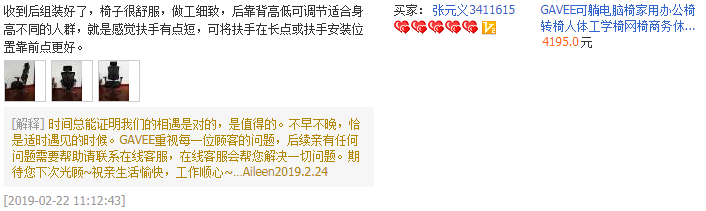 收到后组装好了，椅子很舒服，做工细致，后靠背高低可调节适合身
高不同的人群，就是感觉扶手有点短，可将扶手在长点或扶手安装位
置靠前点更好。
[解释] 时间总能证明我们的相遇是对的，是值得的。不早不晚，恰
是适时遇见的时候。GAVEE重视每一位顾客的问题，后续亲有任何
问题需要帮助请联系在线客服，在线客服会帮您解决一切问题。期
待您下次光顾~祝亲生活愉快，工作顺心~...Aileen2019.2.24
[2019-02-22 11:12:43]
买家：张元义3411615
GAVEE可躺电脑椅家用办公椅
转椅人体工学椅网椅商务休...
4195.0元